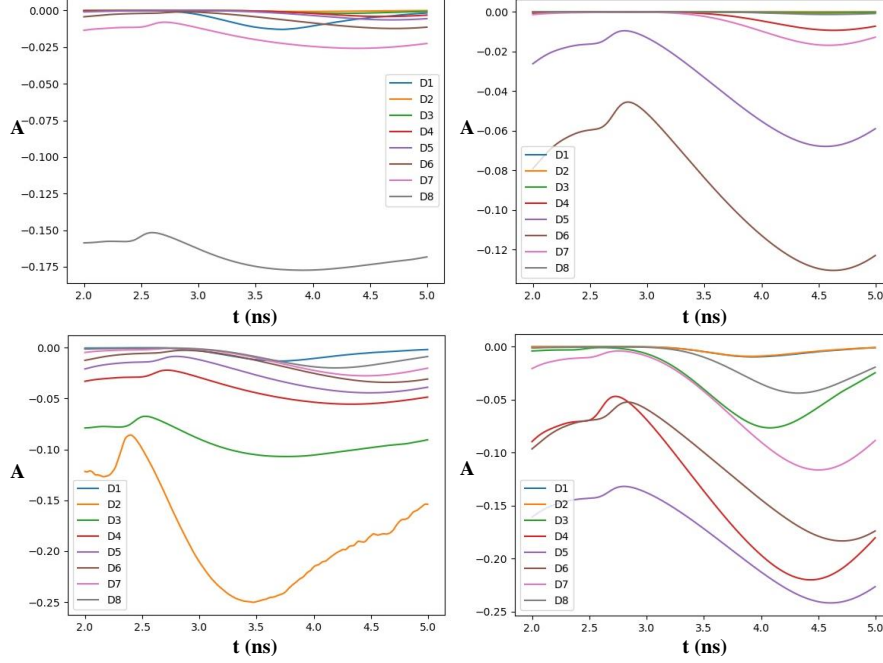 0.000
−0.025
−0.050
−0.075
−0.100
−0.125
−0.150
−0.175
A
D1
D2
D3
D4
D5
D6
D7
D8
2.0 2.5 3.0 3.5 4.0 4.5 5.0
t (ns)
0.00
−0.02
−0.04
−0.06
−0.08
−0.10
−0.12
A
D1
D2
D3
D4
D5
D6
D7
D8
2.0 2.5 3.0 3.5 4.0 4.5 5.0
t (ns)
0.00
−0.05
−0.10
−0.15
−0.20
−0.25
A
D1
D2
D3
D4
D5
D6
D7
D8
2.0 2.5 3.0 3.5 4.0 4.5 5.0
t (ns)
0.00
−0.05
−0.10
−0.15
−0.20
−0.25
A
D1
D2
D3
D4
D5
D6
D7
D8
2.0 2.5 3.0 3.5 4.0 4.5 5.0
t (ns)